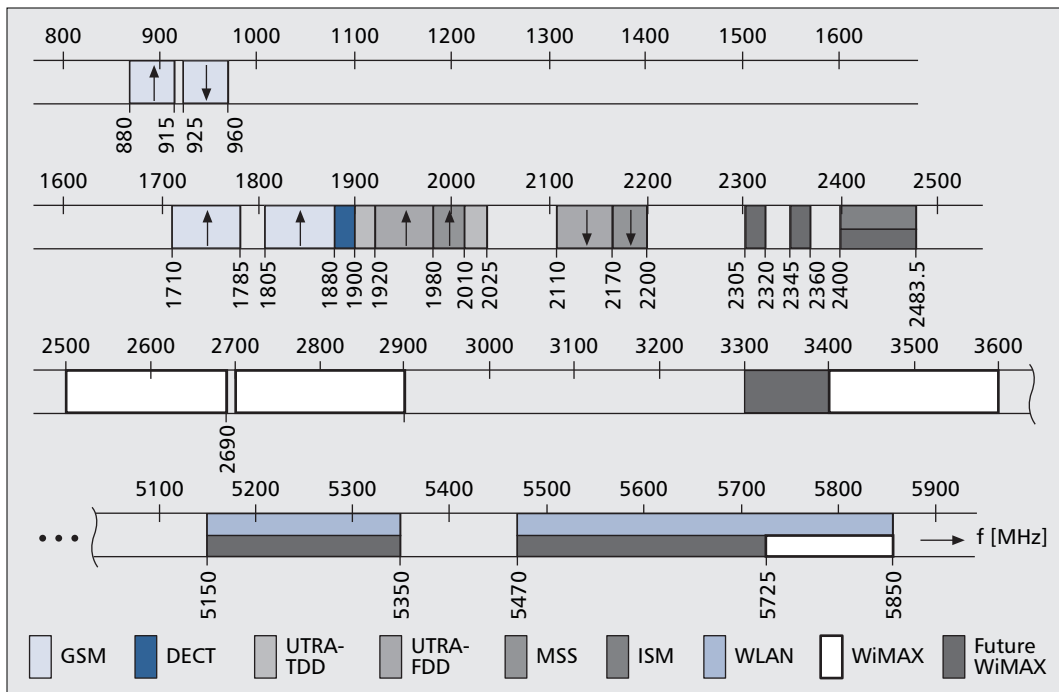 800 900 1000 1100 1200 1300 1400 1500 1600
880 915 925 960
1600 1700 1800 1900 2000 2100 2200 2300 2400 2500
1710 1785 1805 1880 1900 1920 1980 2010 2025 2110 2170 2200 2305 2320 2345 2360 2400 2483.5
2500 2600 2700 2800 2900 3000 3100 3200 3300 3400 3500 3600
2690
5100 5200 5300 5400 5500 5600 5700 5800 5900
••• f [MHz]
5150 5350 5470 5725 5850
GSM DECT UTRA-TDD UTRA-FDD MSS ISM WLAN WiMAX Future WiMAX